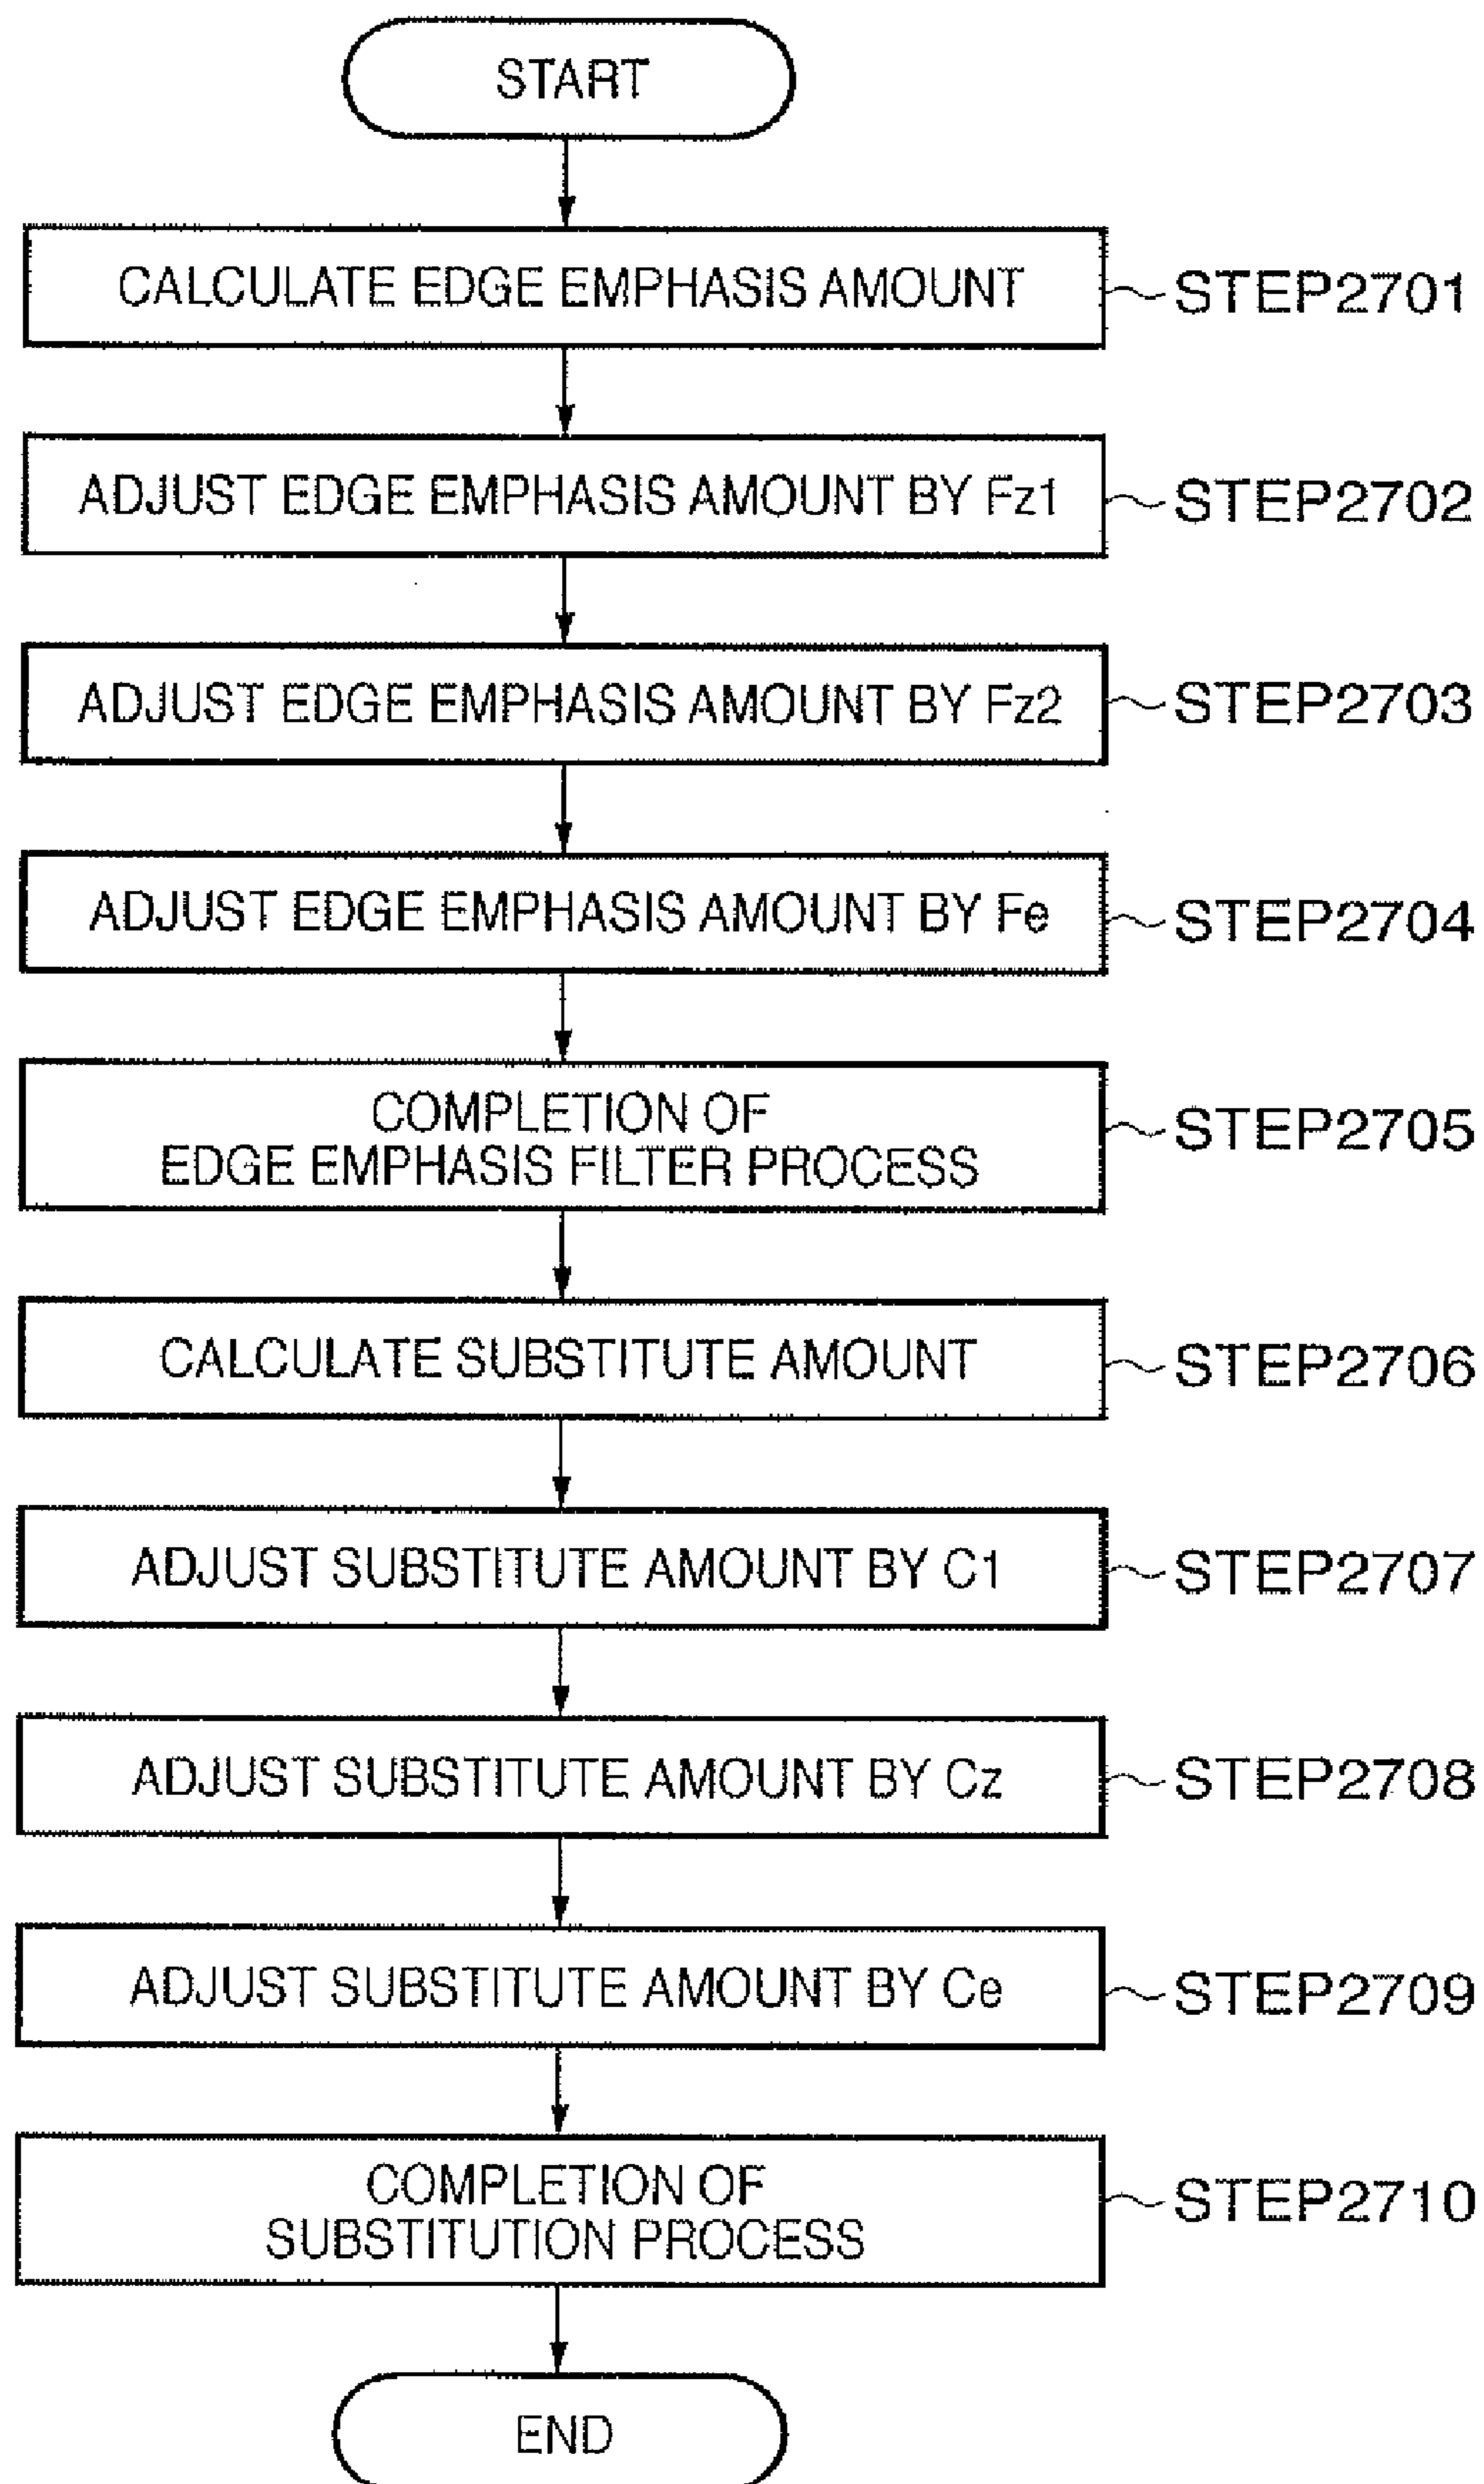 START
CALCULATE EDGE EMPHASIS AMOUNT
STEP2701
ADJUST EDGE EMPHASIS AMOUNT BY Fz1
STEP2702
ADJUST EDGE EMPHASIS AMOUNT BY Fz2
STEP2703
ADJUST EDGE EMPHASIS AMOUNT BY Fe
STEP2704
COMPLETION OF
EDGE EMPHASIS FILTER PROCESS
STEP2705
CALCULATE SUBSTITUTE AMOUNT
STEP2706
ADJUST SUBSTITUTE AMOUNT BY C1
STEP2707
ADJUST SUBSTITUTE AMOUNT BY Cz
STEP2708
ADJUST SUBSTITUTE AMOUNT BY Ce
STEP2709
COMPLETION OF
SUBSTITUTION PROCESS
STEP2710
END